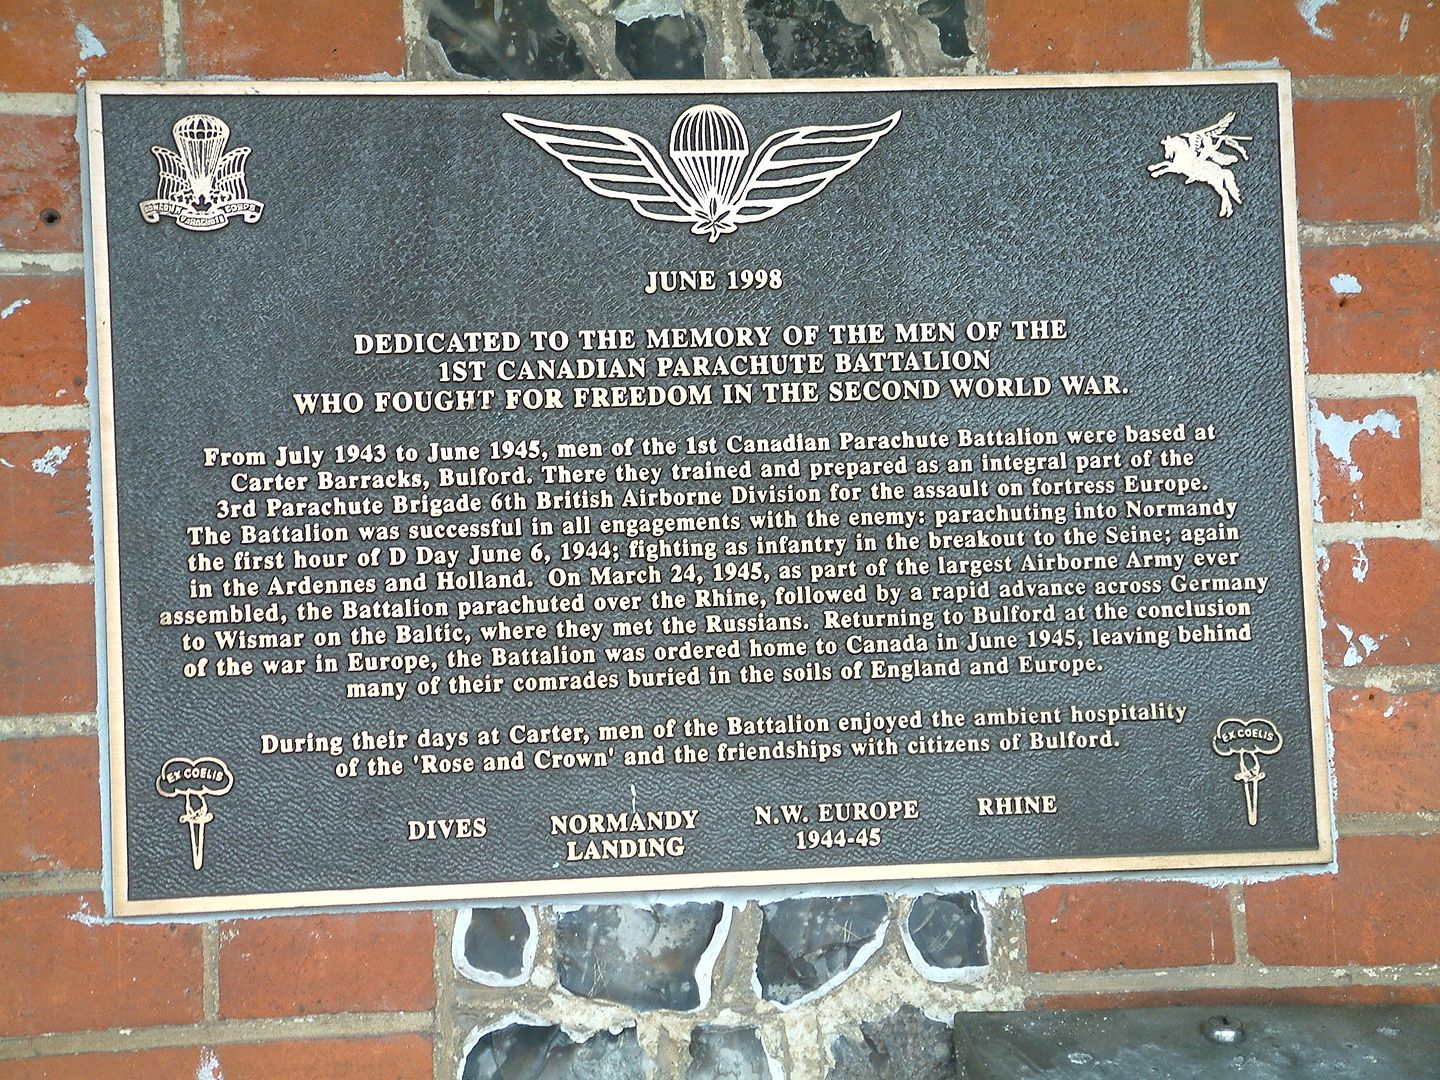 JUNE 1998
DEDICATED TO THE MEMORY OF THE MEN OF THE
1ST CANADIAN PARACHUTE BATTALION
WHO FOUGHT FOR FREEDOM IN THE SECOND WORLD WAR.
From July 1943 to June 1945, men of the 1st Canadian Parachute Battalion were based at
Carter Barracks, Bulford. There they trained and prepared as an integral part of the
3rd Parachute Brigade 6th British Airborne Division for the assault on fortress Europe.
The Battalion was successful in all engagements with the enemy: parachuting into Normandy
the first hour of D Day June 6, 1944; fighting as infantry in the breakout to the Seine; again
in the Ardennes and Holland. On March 24, 1945, as part of the largest Airborne Army ever
assembled, the Battalion parachuted over the Rhine, followed by a rapid advance across Germany
to Wismar on the Baltic, where they met the Russians. Returning to Bulford at the conclusion
of the war in Europe, the Battalion was ordered home to Canada in June 1945, leaving behind
many of their comrades buried in the soils of England and Europe.
During their days at Carter, men of the Battalion enjoyed the ambient hospitality
of the 'Rose and Crown' and the friendships with citizens of Bulford.
EX COELIS
EX COELIS
DIVES NORMANDY N.W. EUROPE RHINE
LANDING 1944-45